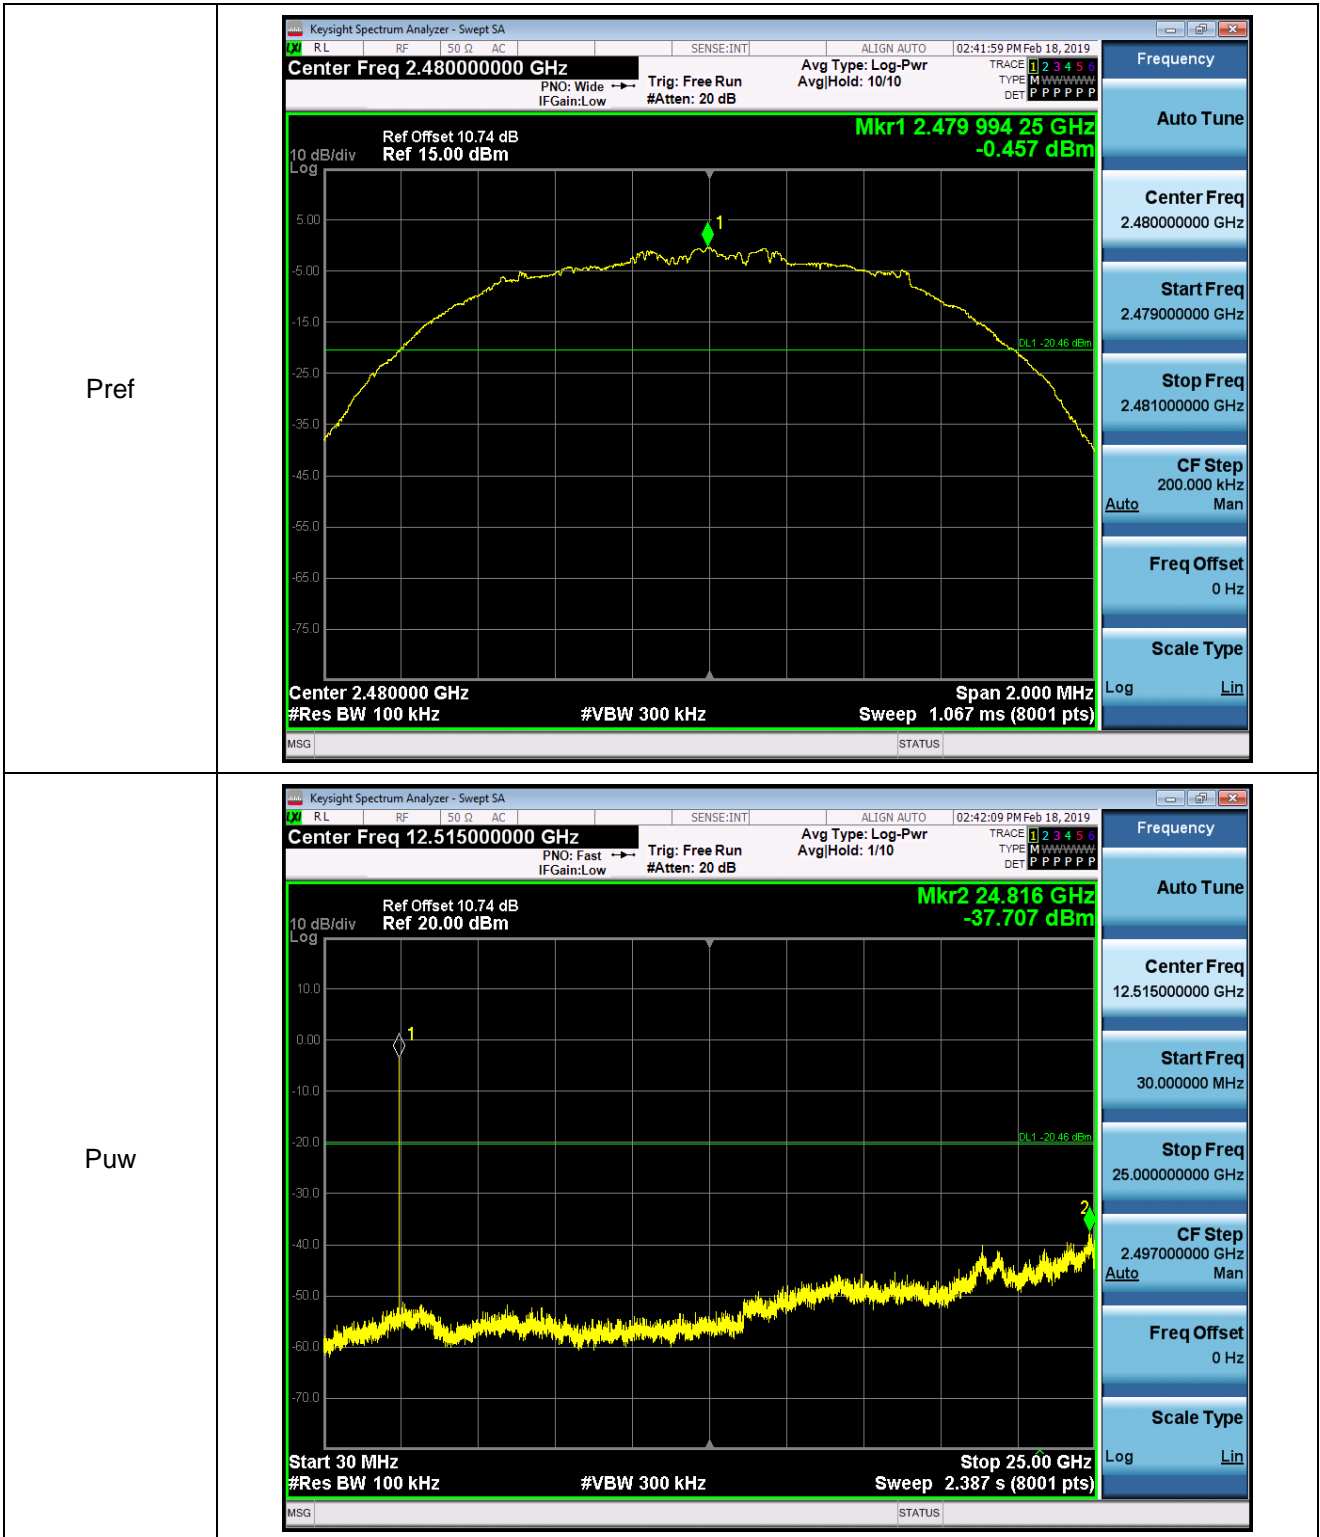 Pref
Keysight Spectrum Analyzer - Swept SA
LXI RL RF 50 Ω AC SENSE:INT ALIGN AUTO 02:41:59 PM Feb 18, 2019
Center Freq 2.480000000 GHz
PNO: Wide
IFGain:Low
Trig: Free Run
#Atten: 20 dB
Avg Type: Log-Pwr
Avg|Hold: 10/10
TRACE 1 2 3 4 5 6
TYPE M WWWWW
DET P P P P P P
Mkr1 2.479 994 25 GHz
-0.457 dBm
Ref Offset 10.74 dB
10 dB/div Ref 15.00 dBm
Log
5.00
-5.00
-15.0
-25.0
-35.0
-45.0
-55.0
-65.0
-75.0
1
DL1 -20.46 dBm
Center 2.480000 GHz Span 2.000 MHz
#Res BW 100 kHz #VBW 300 kHz Sweep 1.067 ms (8001 pts)
MSG STATUS
Frequency
Auto Tune
Center Freq
2.480000000 GHz
Start Freq
2.479000000 GHz
Stop Freq
2.481000000 GHz
CF Step
200.000 kHz
Auto Man
Freq Offset
0 Hz
Scale Type
Log Lin
Puw
Keysight Spectrum Analyzer - Swept SA
LXI RL RF 50 Ω AC SENSE:INT ALIGN AUTO 02:42:09 PM Feb 18, 2019
Center Freq 12.515000000 GHz
PNO: Fast
IFGain:Low
Trig: Free Run
#Atten: 20 dB
Avg Type: Log-Pwr
Avg|Hold: 1/10
TRACE 1 2 3 4 5 6
TYPE M WWWWW
DET P P P P P P
Mkr2 24.816 GHz
-37.707 dBm
Ref Offset 10.74 dB
10 dB/div Ref 20.00 dBm
Log
10.0
0.00
-10.0
-20.0
-30.0
-40.0
-50.0
-60.0
-70.0
1
DL1 -20.46 dBm
2
Start 30 MHz Stop 25.00 GHz
#Res BW 100 kHz #VBW 300 kHz Sweep 2.387 s (8001 pts)
MSG STATUS
Frequency
Auto Tune
Center Freq
12.515000000 GHz
Start Freq
30.000000 MHz
Stop Freq
25.000000000 GHz
CF Step
2.497000000 GHz
Auto Man
Freq Offset
0 Hz
Scale Type
Log Lin